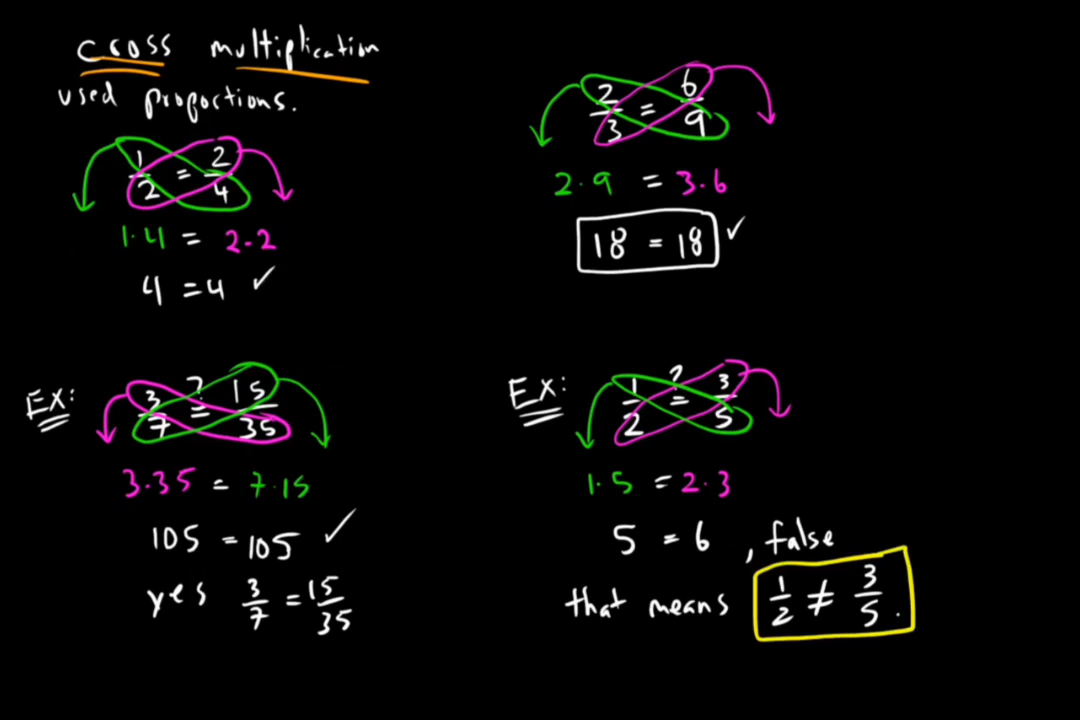 cross multiplication
used proportions.
1/2 = 2/4
1·4 = 2·2
4 = 4 ✓
2/3 = 6/9
2·9 = 3·6
18 = 18 ✓
EX: 3/7 ?= 15/35
3·35 = 7·15
105 = 105 ✓
yes 3/7 = 15/35
EX: 1/2 ?= 3/5
1·5 = 2·3
5 = 6 , false
that means 1/2 ≠ 3/5.